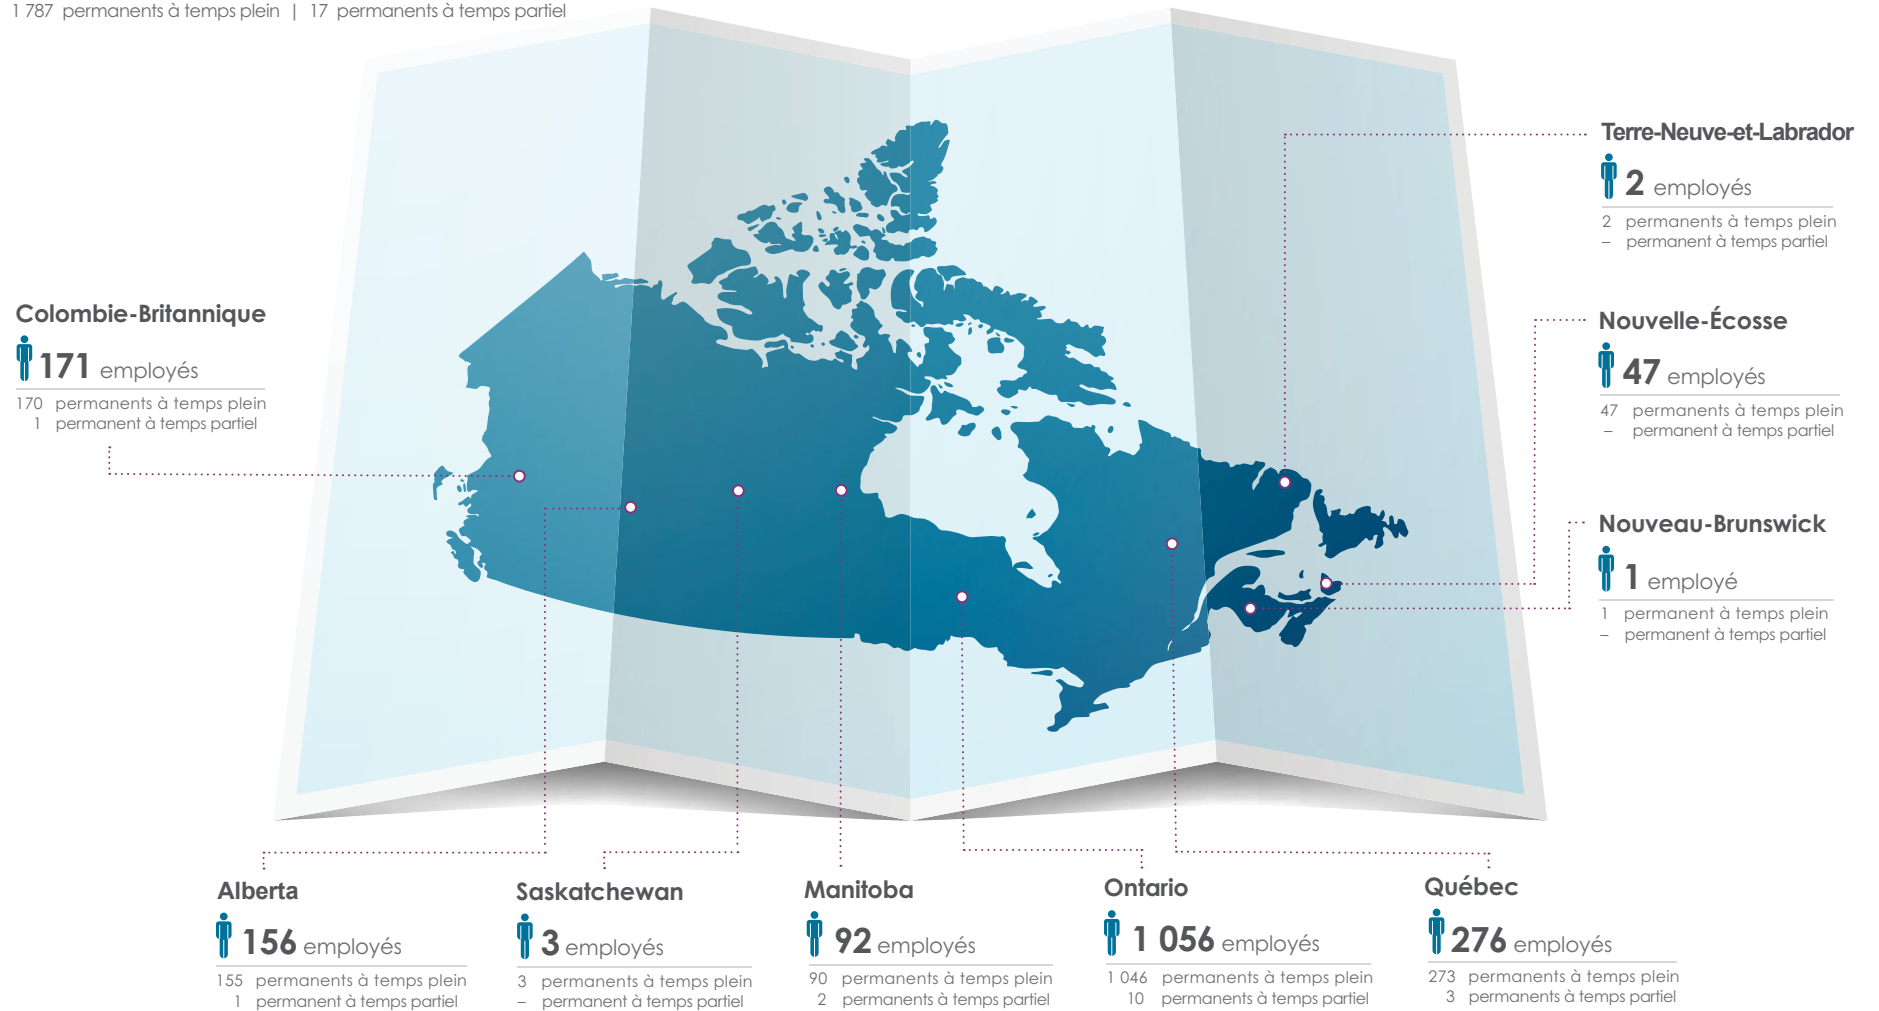 1 787 permanents à temps plein | 17 permanents à temps partiel
Terre-Neuve-et-Labrador
2 employés
2 permanents à temps plein
– permanent à temps partiel
Colombie-Britannique
171 employés
170 permanents à temps plein
1 permanent à temps partiel
Nouvelle-Écosse
47 employés
47 permanents à temps plein
– permanent à temps partiel
Nouveau-Brunswick
1 employé
1 permanent à temps plein
– permanent à temps partiel
Alberta
156 employés
155 permanents à temps plein
1 permanent à temps partiel
Saskatchewan
3 employés
3 permanents à temps plein
– permanent à temps partiel
Manitoba
92 employés
90 permanents à temps plein
2 permanents à temps partiel
Ontario
1 056 employés
1 046 permanents à temps plein
10 permanents à temps partiel
Québec
276 employés
273 permanents à temps plein
3 permanents à temps partiel